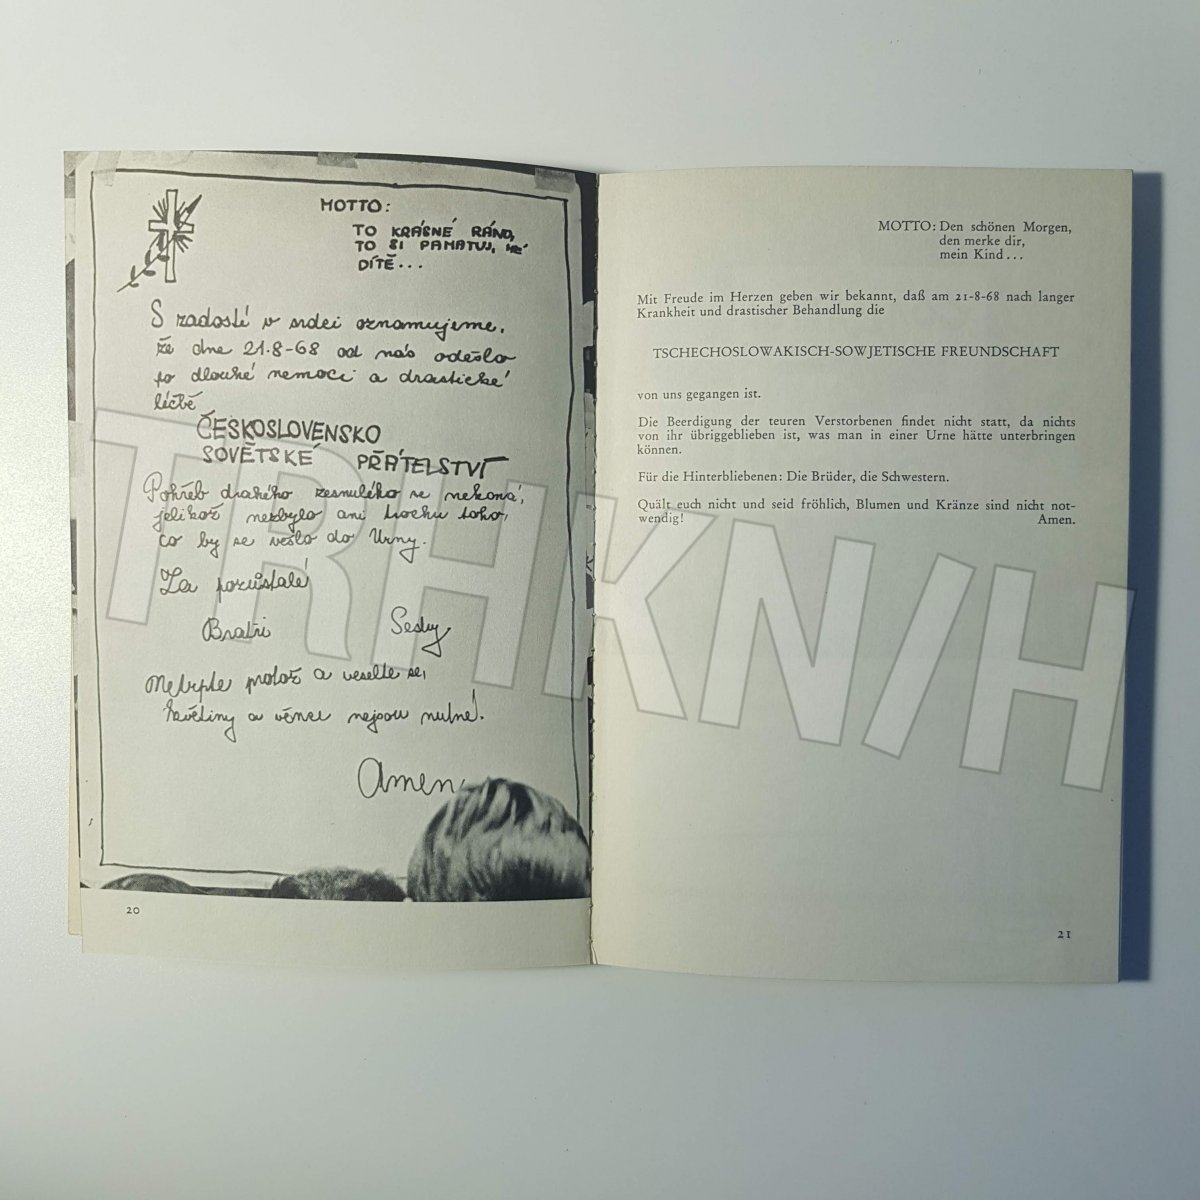 MOTTO:
TO KRÁSNÉ RÁNO,
TO SI PAMATUJ, MÉ
DÍTĚ...
S radostí v srdci oznamujeme,
že dne 21.8-68 od nás odešlo
po dlouhé nemoci a drastické
léčbě
ČESKOSLOVENSKO
SOVĚTSKÉ PŘÁTELSTVÍ
Pohřeb drahého zesnulého se nekoná,
jelikož nezbylo ani trochu toho,
co by se vešlo do Urny.
Za pozůstalé
Bratři Sestry
Netrpte proto a veselte se,
květiny a věnce nejsou nutné!
Amen
20
MOTTO: Den schönen Morgen,
den merke dir,
mein Kind...
Mit Freude im Herzen geben wir bekannt, daß am 21-8-68 nach langer
Krankheit und drastischer Behandlung die
TSCHECHOSLOWAKISCH-SOWJETISCHE FREUNDSCHAFT
von uns gegangen ist.
Die Beerdigung der teuren Verstorbenen findet nicht statt, da nichts
von ihr übriggeblieben ist, was man in einer Urne hätte unterbringen
können.
Für die Hinterbliebenen: Die Brüder, die Schwestern.
Quält euch nicht und seid fröhlich, Blumen und Kränze sind nicht not-
wendig! Amen.
21
TRHKN/H